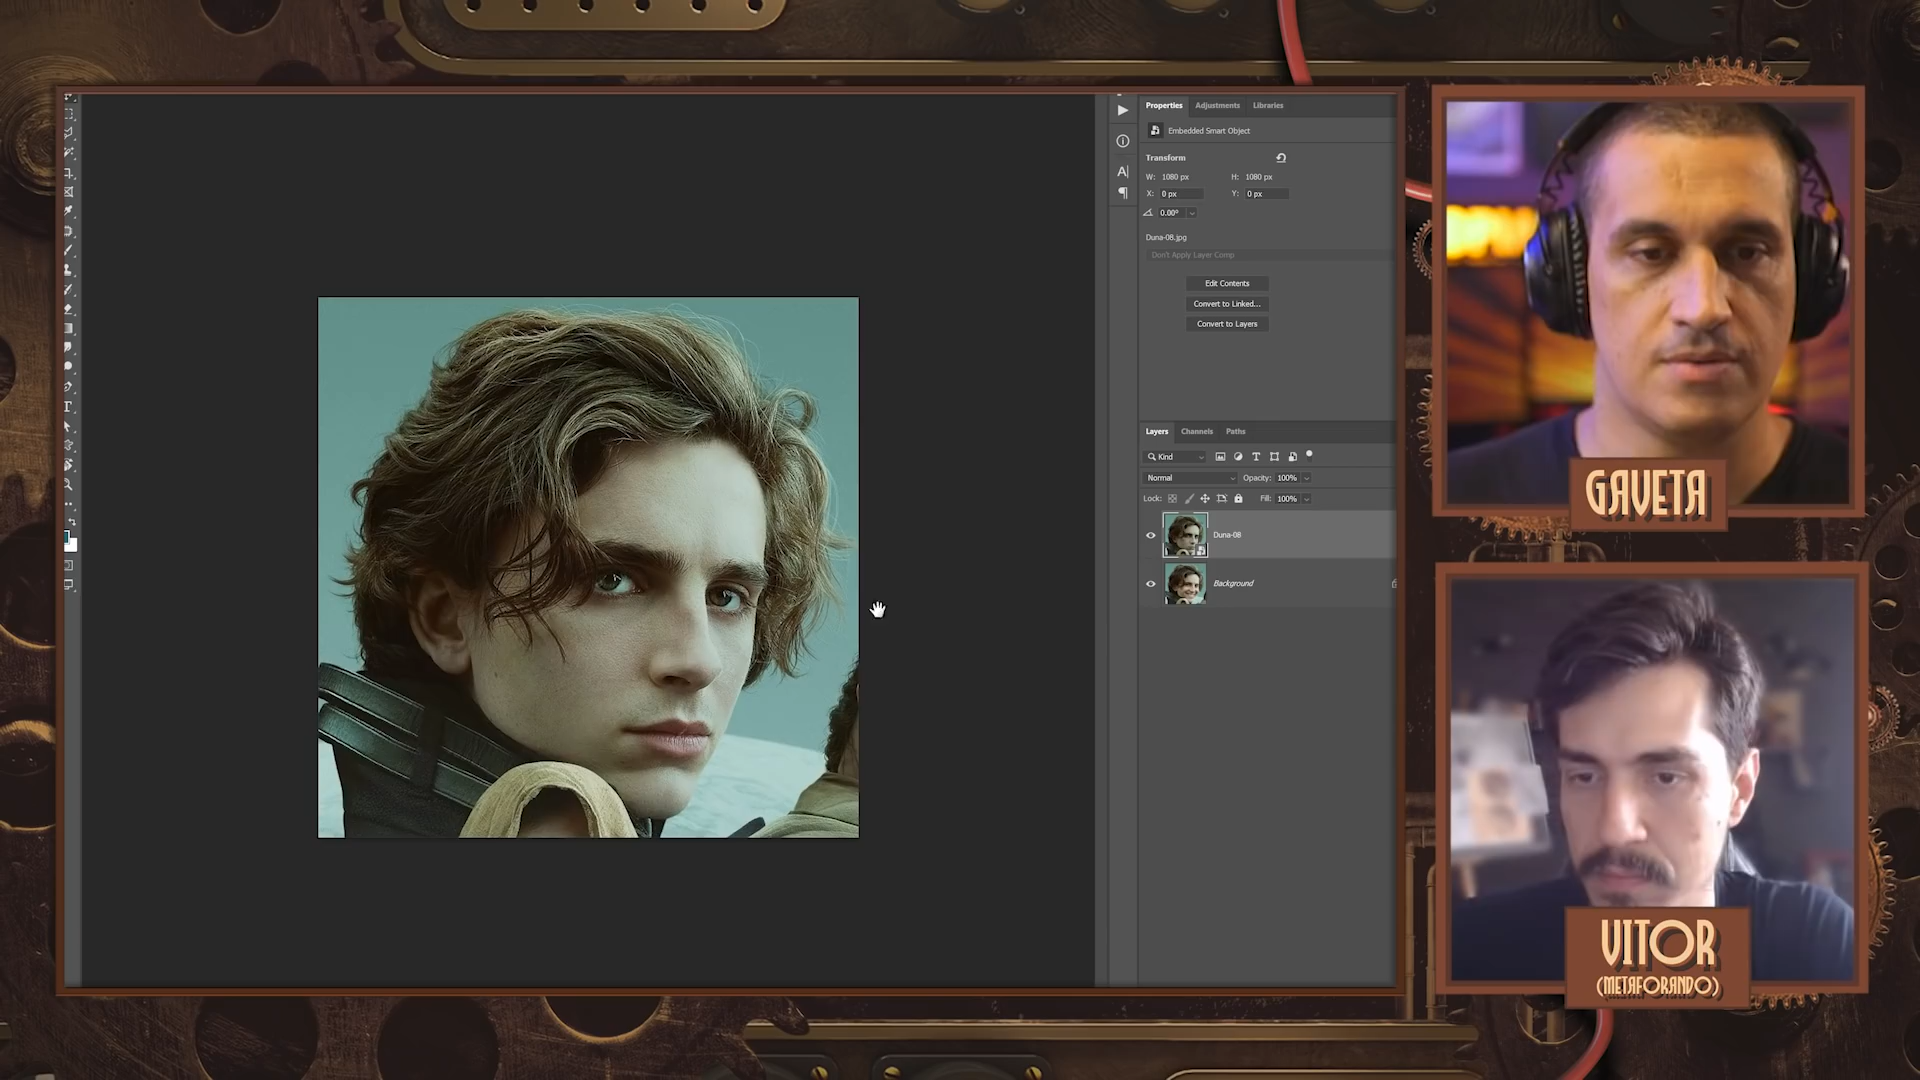 Properties Adjustments Libraries
Embedded Smart Object
Transform
W: 1080 px H: 1080 px
X: 0 px Y: 0 px
0.00°
Duna-08.jpg
Don't Apply Layer Comp
Edit Contents
Convert to Linked...
Convert to Layers
Layers Channels Paths
Kind
Normal Opacity: 100%
Lock: Fill: 100%
Duna-08
Background
GAVETA
VITOR
(METAFORANDO)